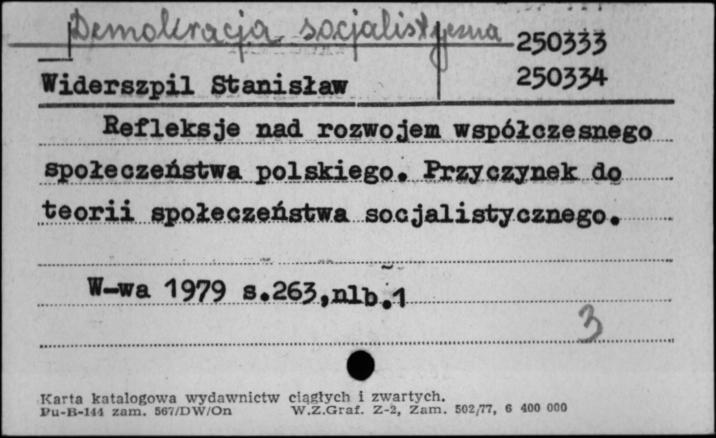 Demokracja socjalistyczna
250333
Widerszpil Stanisław 250334
Refleksje nad rozwojem współczesnego
społeczeństwa polskiego. Przyczynek do
teorii społeczeństwa socjalistycznego.
W-wa 1979 s.263,nlb.1
3
Karta katalogowa wydawnictw ciągłych i zwartych.
Pu-B-144 zam. 567/DW/On W.Z.Graf. Z-2, Zam. 502/77, 6 400 000